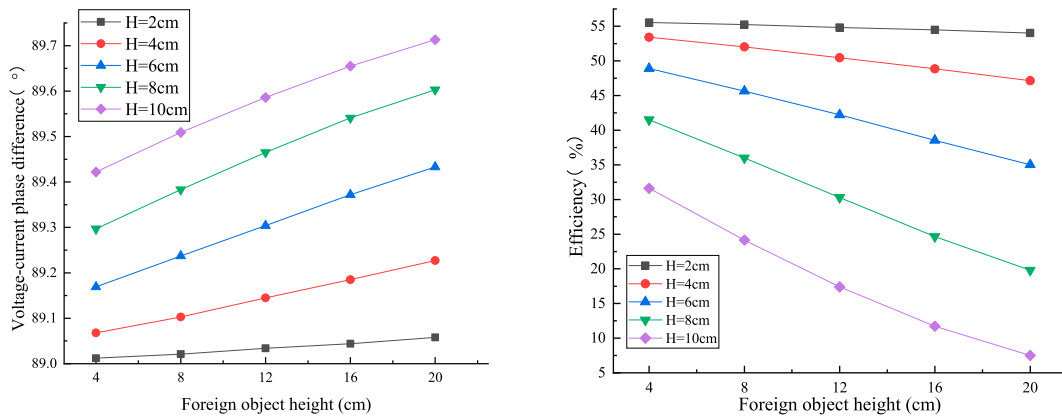 Voltage-current phase difference( ° )
89.7
89.6
89.5
89.4
89.3
89.2
89.1
89.0
H=2cm
H=4cm
H=6cm
H=8cm
H=10cm
4 8 12 16 20
Foreign object height (cm)
Efficiency( %)
55
50
45
40
35
30
25
20
15
10
5
H=2cm
H=4cm
H=6cm
H=8cm
H=10cm
4 8 12 16 20
Foreign object height (cm)